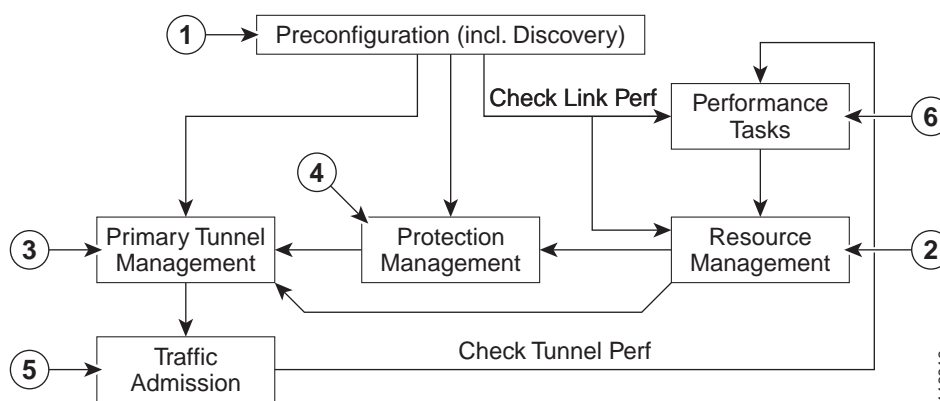 1
Preconfiguration (incl. Discovery)
Check Link Perf
Performance
Tasks
6
4
3
Primary Tunnel
Management
Protection
Management
Resource
Management
2
5
Traffic
Admission
Check Tunnel Perf